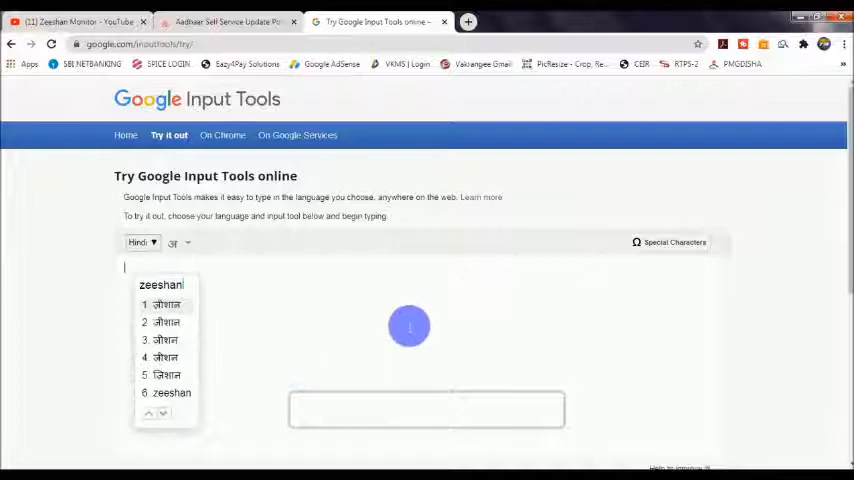 (11) Zeeshan Monitor - YouTube
Aadhaar Self Service Update Po
Try Google Input Tools online –
google.com/inputtools/try/
Apps SBI NETBANKING SPICE LOGIN Eazy4Pay Solutions Google AdSense VKMS | Login Vakrangee Gmail PicResize - Crop, Re... CEIR RTPS-2 PMGDISHA »
Google Input Tools
Home Try it out On Chrome On Google Services
Try Google Input Tools online
Google Input Tools makes it easy to type in the language you choose, anywhere on the web. Learn more
To try it out, choose your language and input tool below and begin typing
Hindi ▼ अ Ω Special Characters
zeeshan
1 ज़ीशान
2 जीशान
3. जीशन
4 ज़ीशन
5 ज़िशान
6 zeeshan